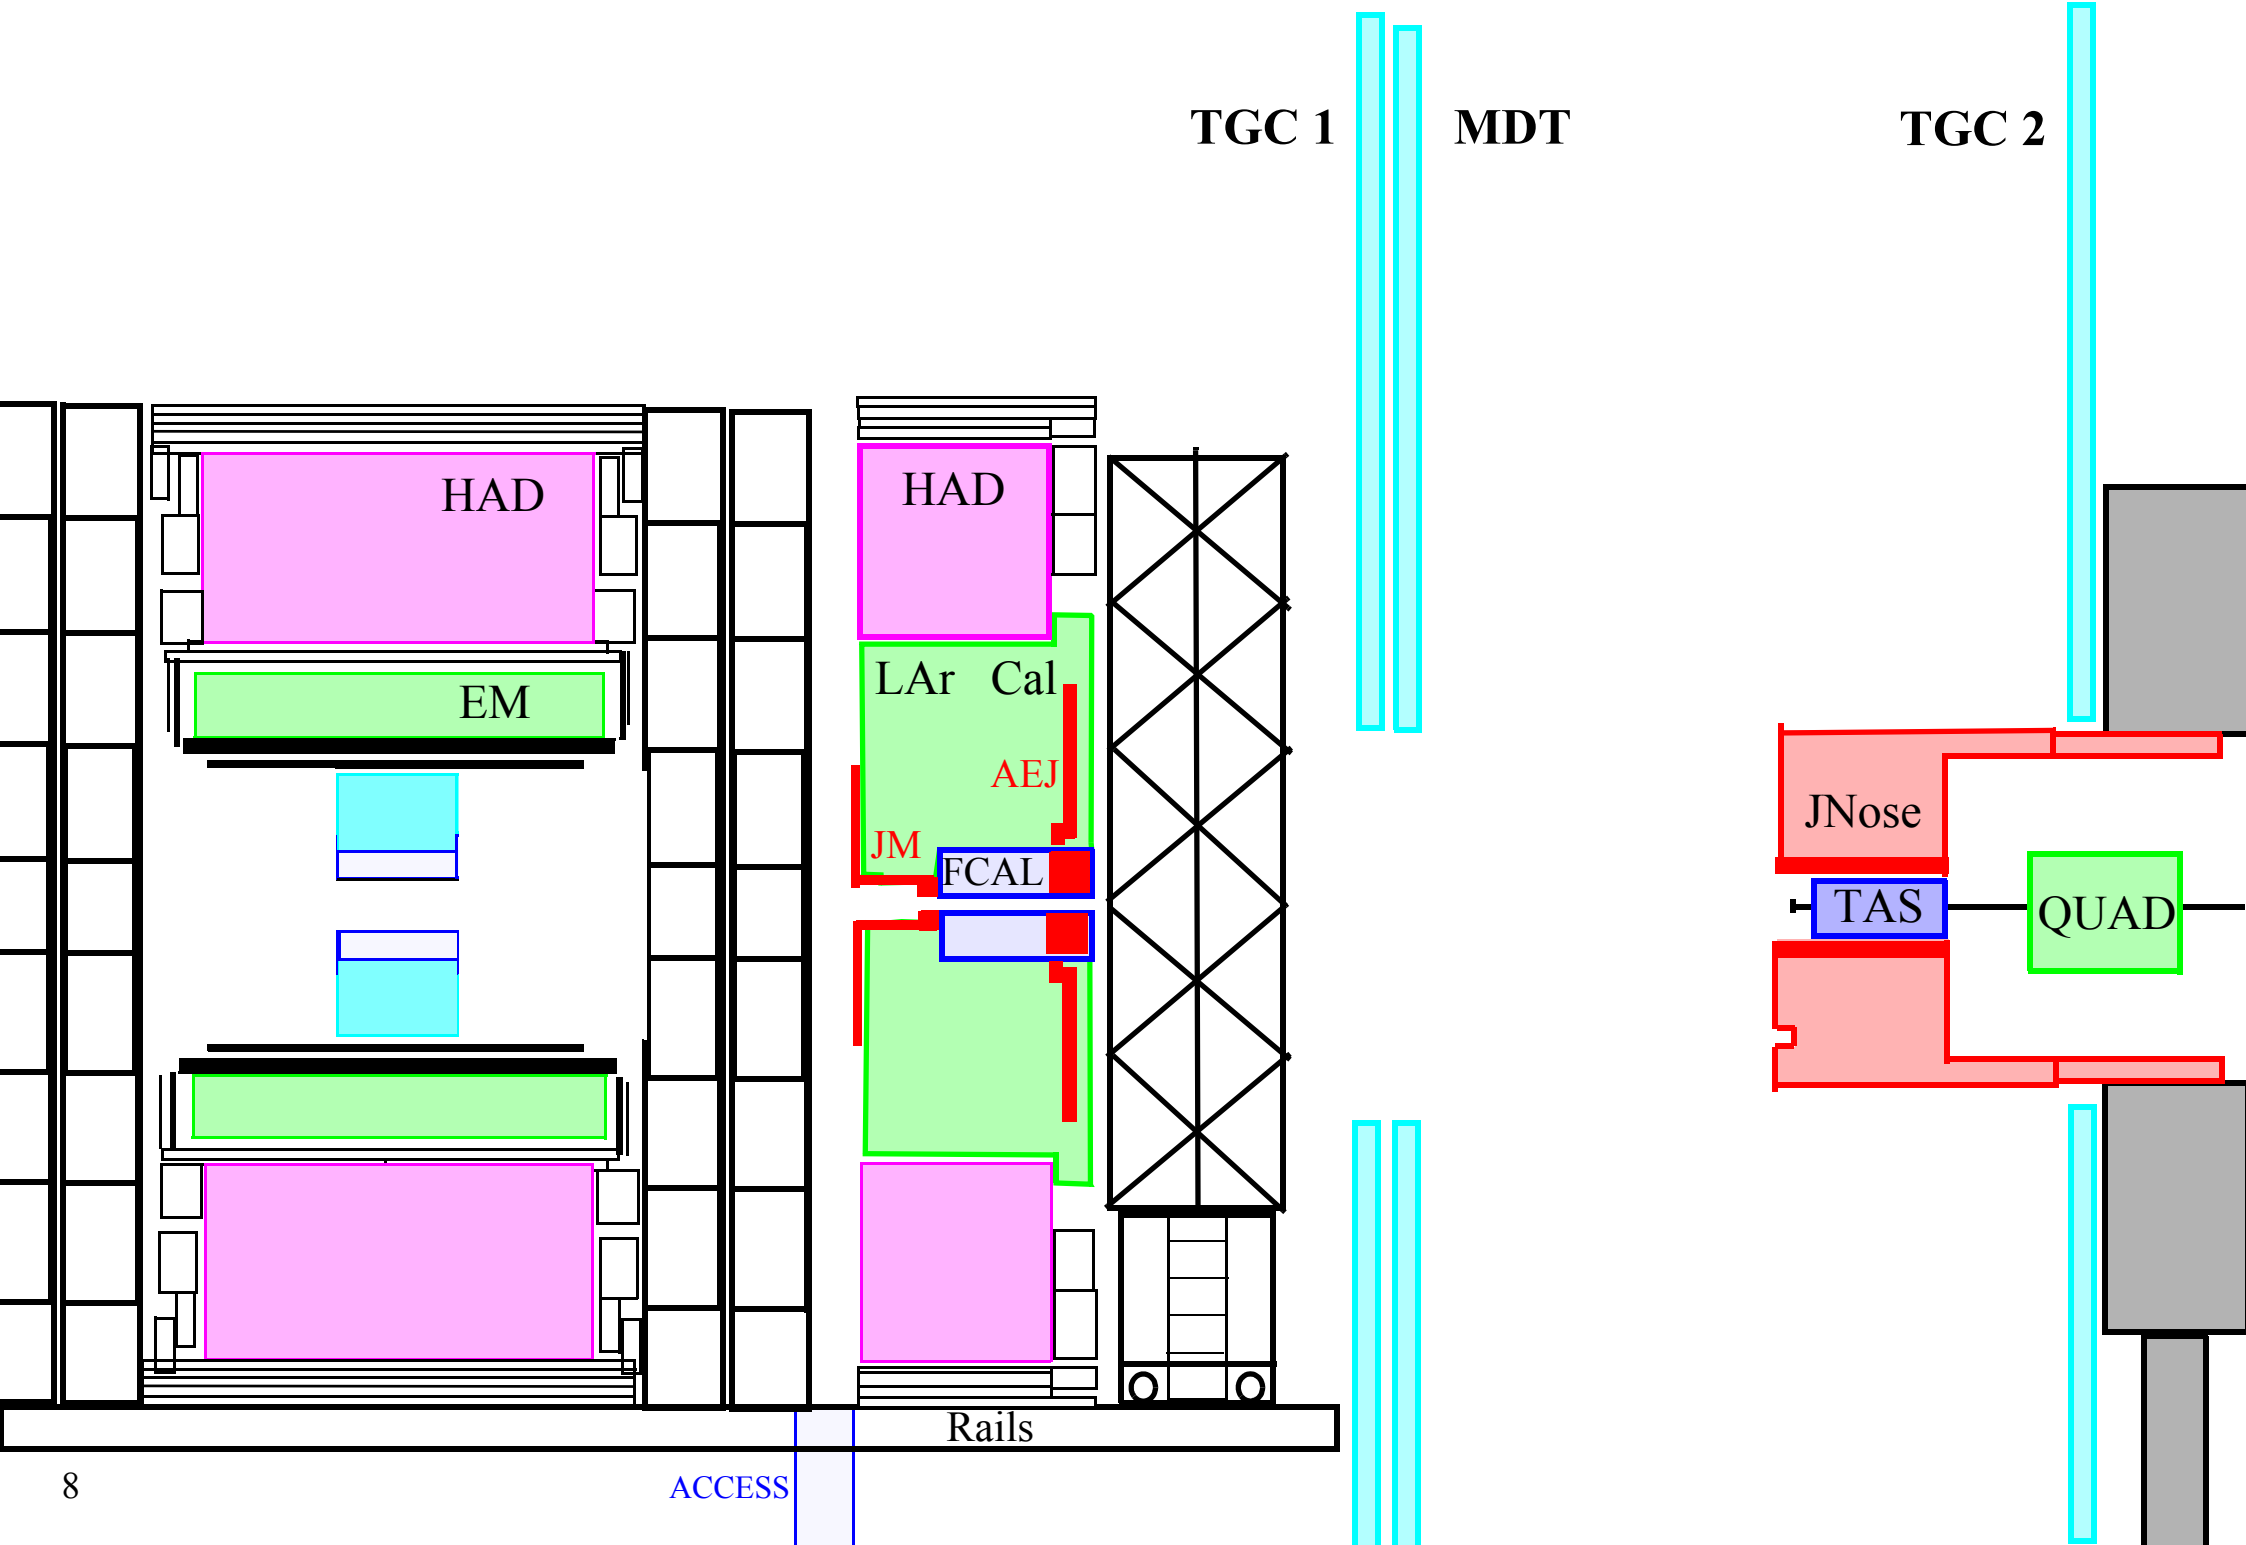 TGC 1
MDT
TGC 2
HAD
HAD
LAr Cal
EM
AEJ
JNose
JM
FCAL
TAS
QUAD
Rails
8
ACCESS